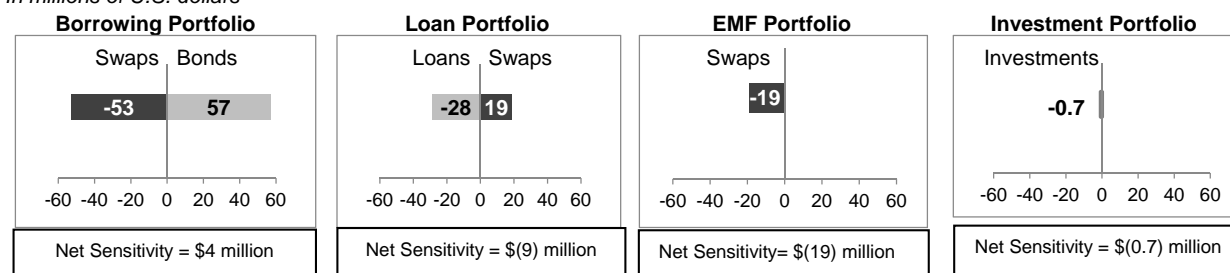 In millions of U.S. dollars
Borrowing Portfolio
Swaps Bonds
-53 57
-60 -40 -20 0 20 40 60
Net Sensitivity = $4 million
Loan Portfolio
Loans Swaps
-28 19
-60 -40 -20 0 20 40 60
Net Sensitivity = $(9) million
EMF Portfolio
Swaps
-19
-60 -40 -20 0 20 40 60
Net Sensitivity= $(19) million
Investment Portfolio
Investments
-0.7
-60 -40 -20 0 20 40 60
Net Sensitivity = $(0.7) million